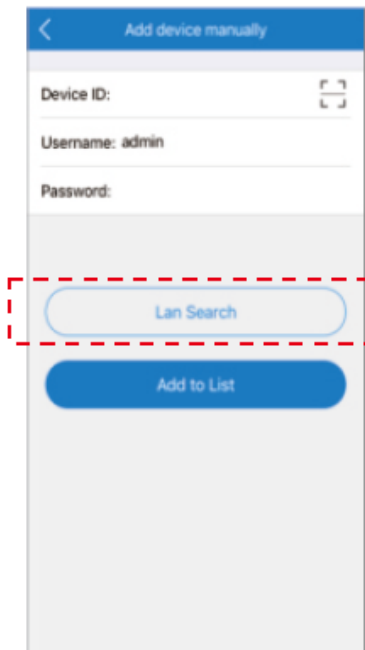 Add device manually
Device ID:
Username: admin
Password:
Lan Search
Add to List